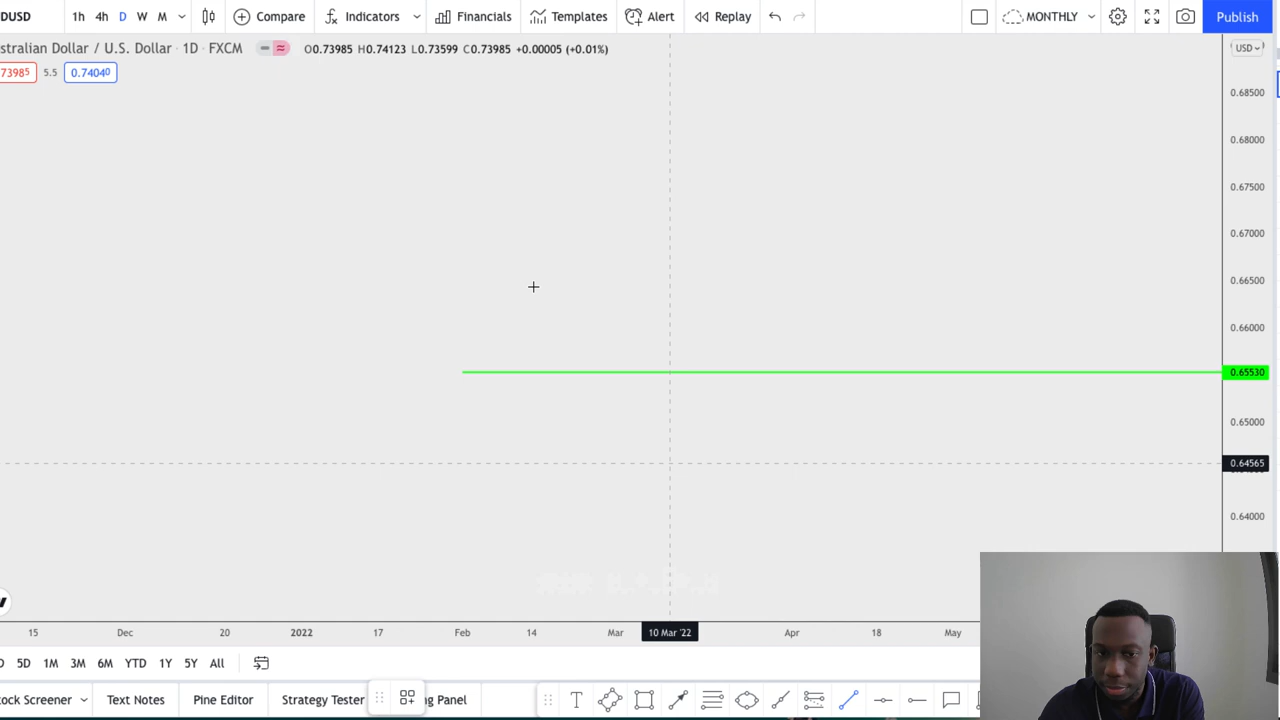 DUSD 1h 4h D W M Compare Indicators Financials Templates Alert Replay MONTHLY Publish
stralian Dollar / U.S. Dollar · 1D · FXCM O0.73985 H0.74123 L0.73599 C0.73985 +0.00005 (+0.01%) USD
73985 5.5 0.74040
0.68500
0.68000
0.67500
0.67000
0.66500
0.66000
0.65530
0.65000
0.64565
0.64000
15 Dec 20 2022 17 Feb 14 Mar 10 Mar '22 Apr 18 May
D 5D 1M 3M 6M YTD 1Y 5Y All
tock Screener Text Notes Pine Editor Strategy Tester g Panel